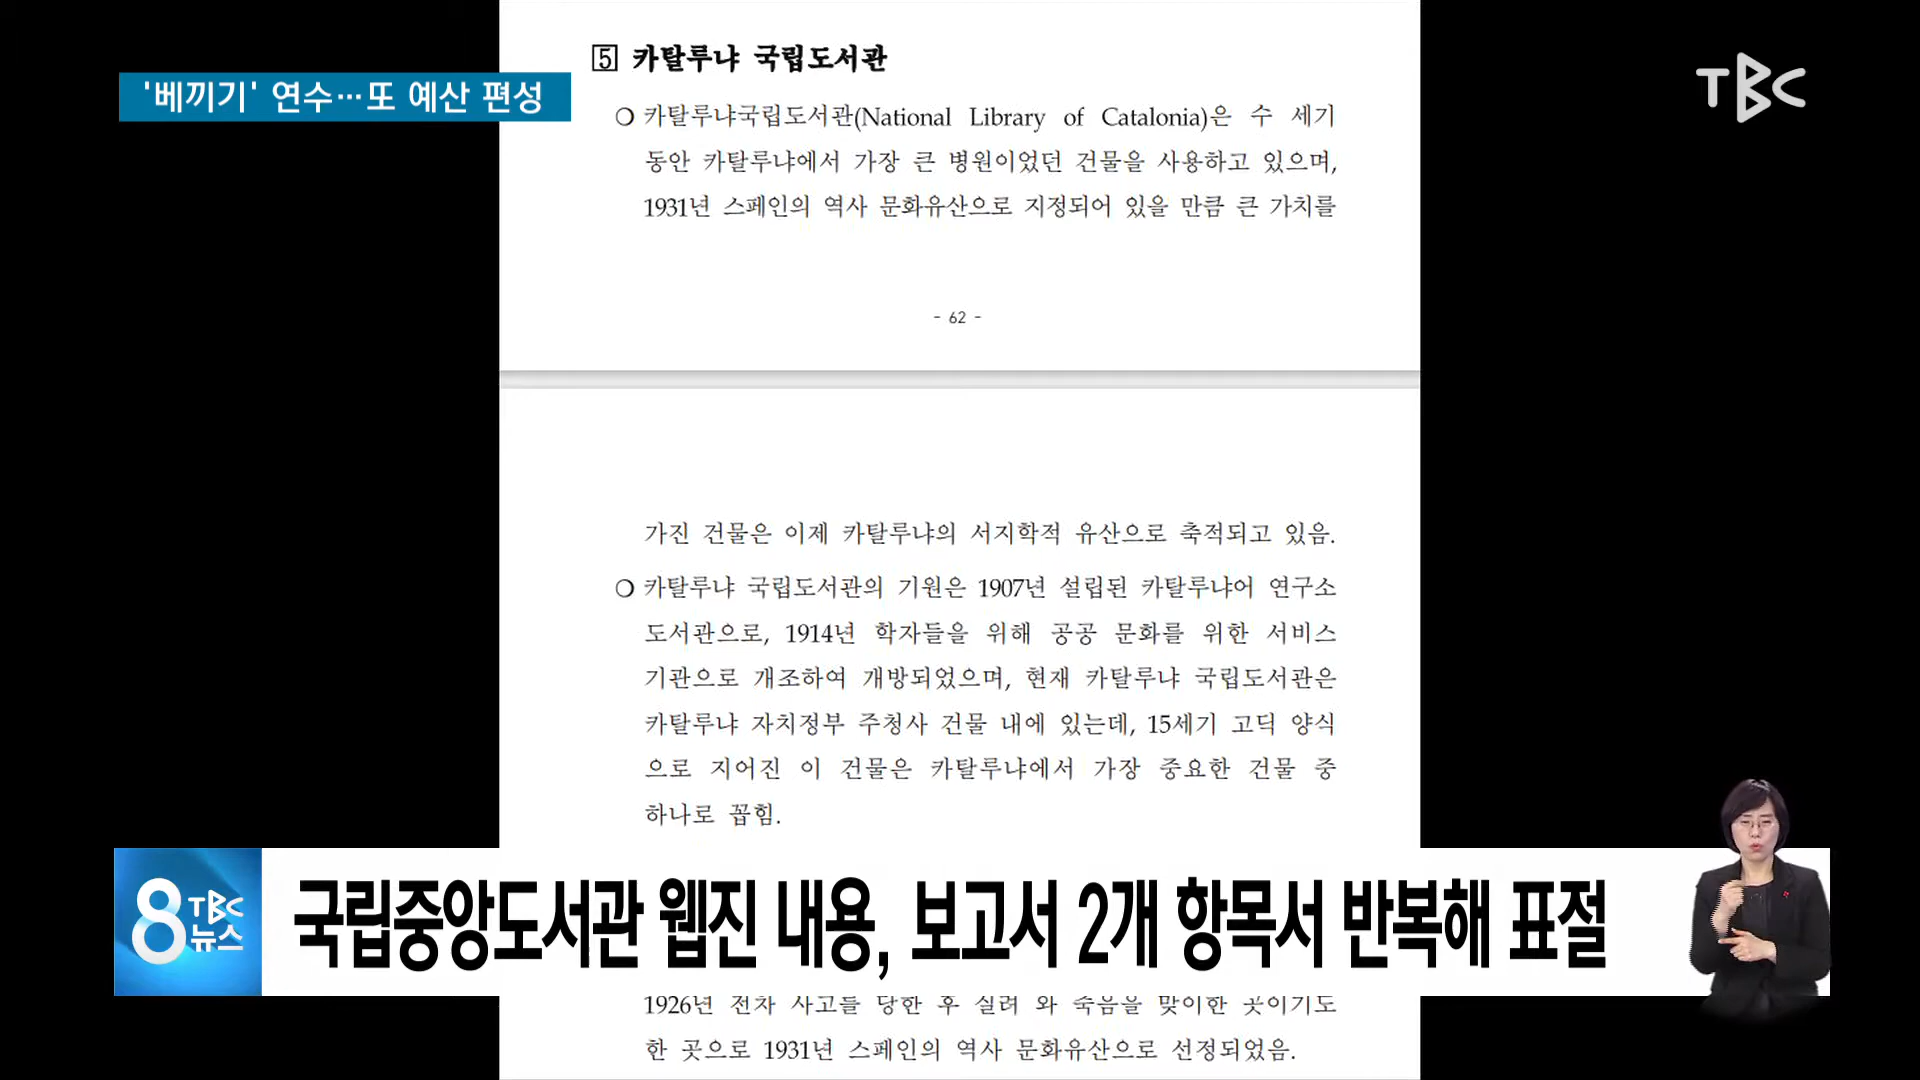 '베끼기' 연수…또 예산 편성
TBC
5 카탈루냐 국립도서관
❍ 카탈루냐국립도서관(National Library of Catalonia)은 수 세기
동안 카탈루냐에서 가장 큰 병원이었던 건물을 사용하고 있으며,
1931년 스페인의 역사 문화유산으로 지정되어 있을 만큼 큰 가치를
- 62 -
가진 건물은 이제 카탈루냐의 서지학적 유산으로 축적되고 있음.
❍ 카탈루냐 국립도서관의 기원은 1907년 설립된 카탈루냐어 연구소
도서관으로, 1914년 학자들을 위해 공공 문화를 위한 서비스
기관으로 개조하여 개방되었으며, 현재 카탈루냐 국립도서관은
카탈루냐 자치정부 주청사 건물 내에 있는데, 15세기 고딕 양식
으로 지어진 이 건물은 카탈루냐에서 가장 중요한 건물 중
하나로 꼽힘.
8 TBC 뉴스
국립중앙도서관 웹진 내용, 보고서 2개 항목서 반복해 표절
1926년 전차 사고를 당한 후 실려 와 죽음을 맞이한 곳이기도
한 곳으로 1931년 스페인의 역사 문화유산으로 선정되었음.